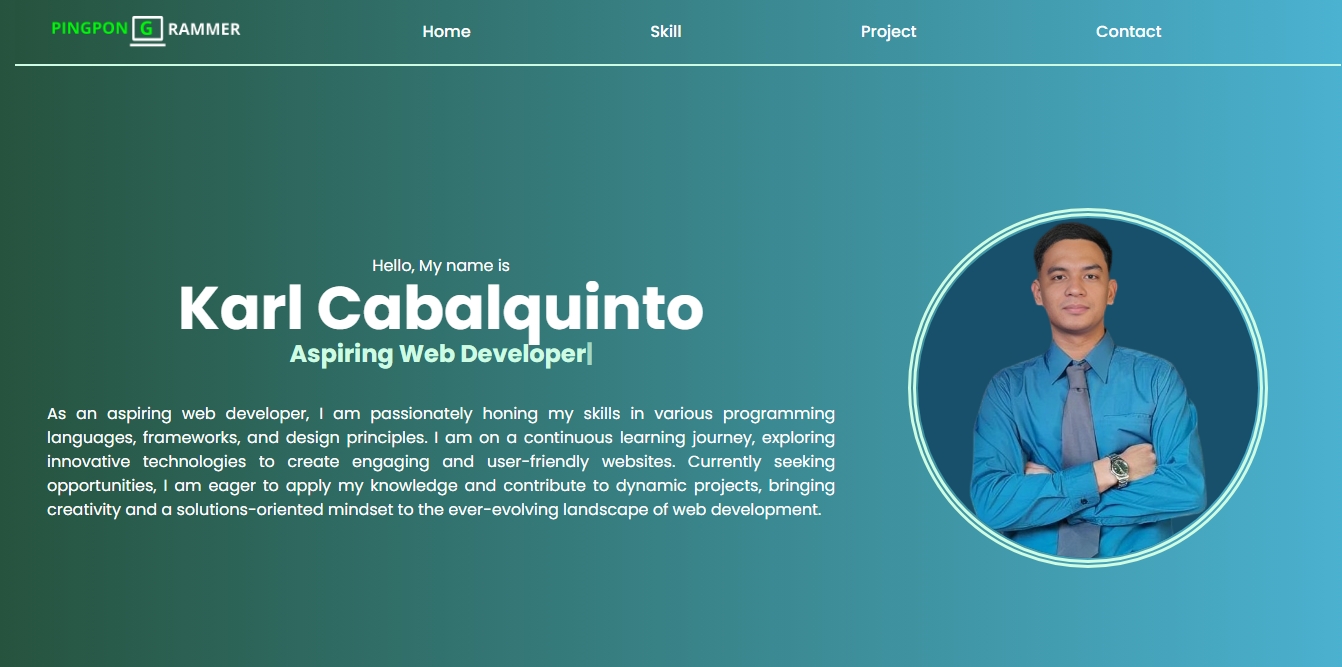 PINGPONGRAMMER
Home Skill Project Contact
Hello, My name is
Karl Cabalquinto
Aspiring Web Developer|
As an aspiring web developer, I am passionately honing my skills in various programming
languages, frameworks, and design principles. I am on a continuous learning journey, exploring
innovative technologies to create engaging and user-friendly websites. Currently seeking
opportunities, I am eager to apply my knowledge and contribute to dynamic projects, bringing
creativity and a solutions-oriented mindset to the ever-evolving landscape of web development.